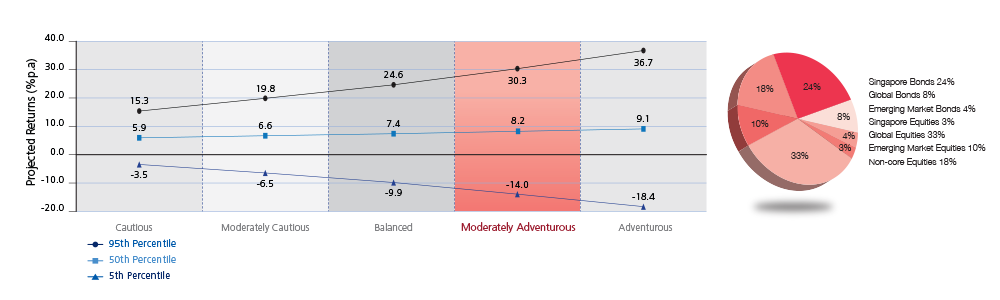 Projected Returns (%p.a)
40.0
30.0
20.0
10.0
0.0
-10.0
-20.0
15.3
19.8
24.6
30.3
36.7
5.9
6.6
7.4
8.2
9.1
-3.5
-6.5
-9.9
-14.0
-18.4
Cautious
Moderately Cautious
Balanced
Moderately Adventurous
Adventurous
95th Percentile
50th Percentile
5th Percentile
24%
8%
4%
3%
33%
10%
18%
Singapore Bonds 24%
Global Bonds 8%
Emerging Market Bonds 4%
Singapore Equities 3%
Global Equities 33%
Emerging Market Equities 10%
Non-core Equities 18%